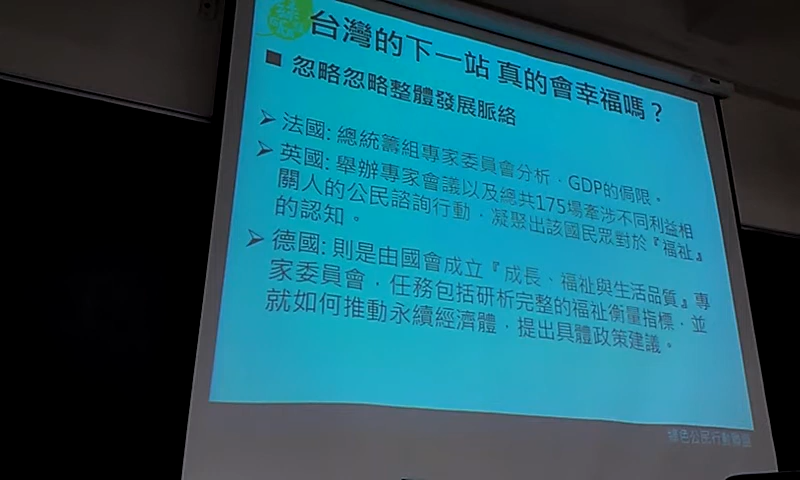 台灣的下一站 真的會幸福嗎？
■ 忽略忽略整體發展脈絡
➢ 法國: 總統籌組專家委員會分析，GDP的侷限。
➢ 英國: 舉辦專家會議以及總共175場牽涉不同利益相
關人的公民諮詢行動，凝聚出該國民眾對於『福祉』
的認知。
➢ 德國: 則是由國會成立『成長、福祉與生活品質』專
家委員會，任務包括研析完整的福祉衡量指標，並
就如何推動永續經濟體，提出具體政策建議。
綠色公民行動聯盟